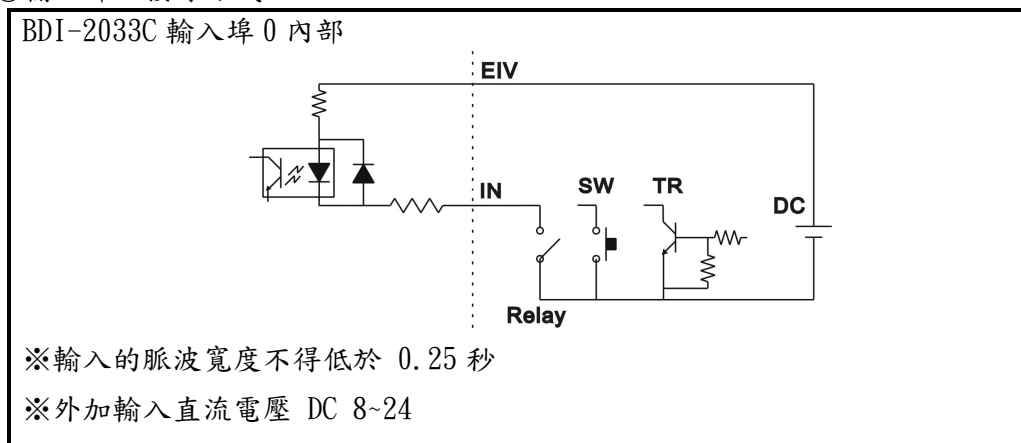 BDI-2033C 輸入埠 0 內部
EIV
IN
SW
TR
DC
Relay
※輸入的脈波寬度不得低於 0.25 秒
※外加輸入直流電壓 DC 8~24